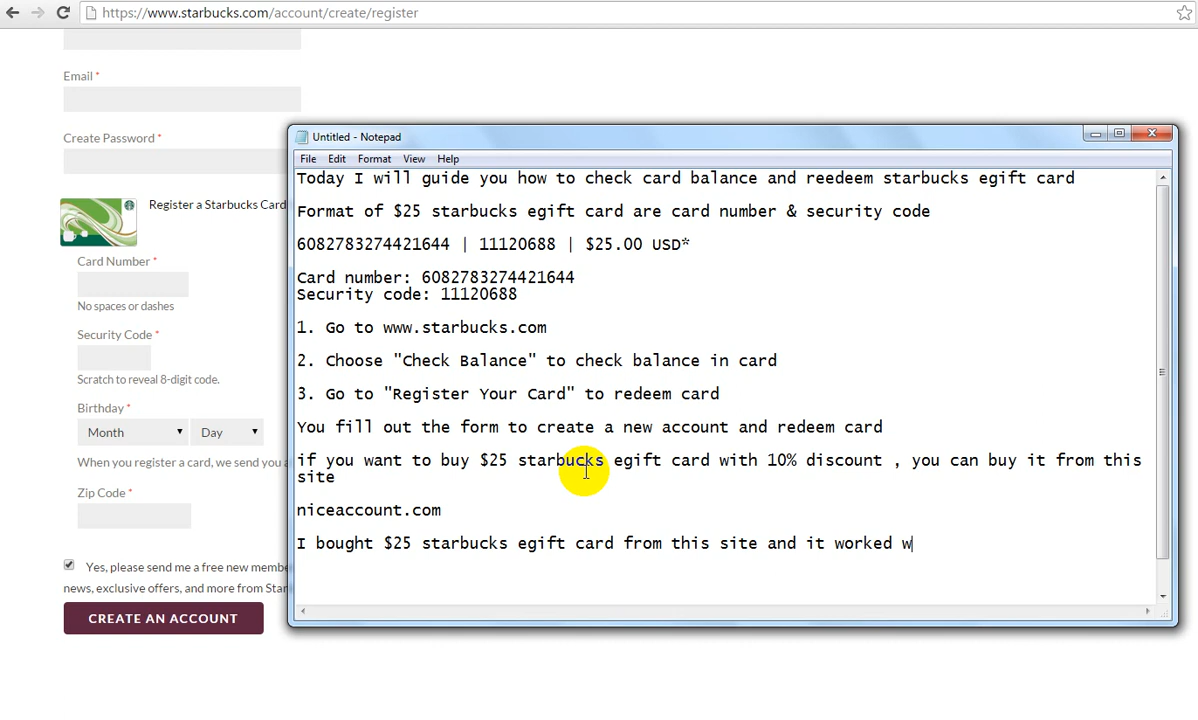 https://www.starbucks.com/account/create/register
Email *
Create Password *
Register a Starbucks Card
Card Number *
No spaces or dashes
Security Code *
Scratch to reveal 8-digit code.
Birthday *
Month
Day
When you register a card, we send you a
Zip Code *
Yes, please send me a free new membe
news, exclusive offers, and more from Star
CREATE AN ACCOUNT
Untitled - Notepad
File Edit Format View Help
Today I will guide you how to check card balance and reedeem starbucks egift card
Format of $25 starbucks egift card are card number & security code
6082783274421644 | 11120688 | $25.00 USD*
Card number: 6082783274421644
Security code: 11120688
1. Go to www.starbucks.com
2. Choose "Check Balance" to check balance in card
3. Go to "Register Your Card" to redeem card
You fill out the form to create a new account and redeem card
if you want to buy $25 starbucks egift card with 10% discount , you can buy it from this
site
niceaccount.com
I bought $25 starbucks egift card from this site and it worked w